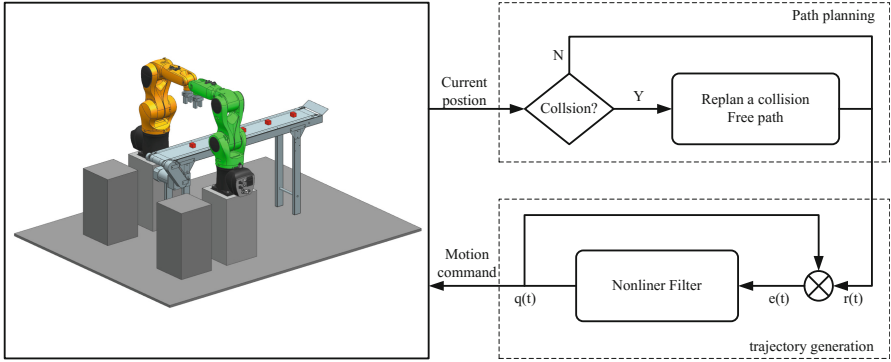 Path planning
N
Current
postion
Collsion?
Y
Replan a collision
Free path
Motion
command
q(t)
Nonliner Filter
e(t)
r(t)
trajectory generation